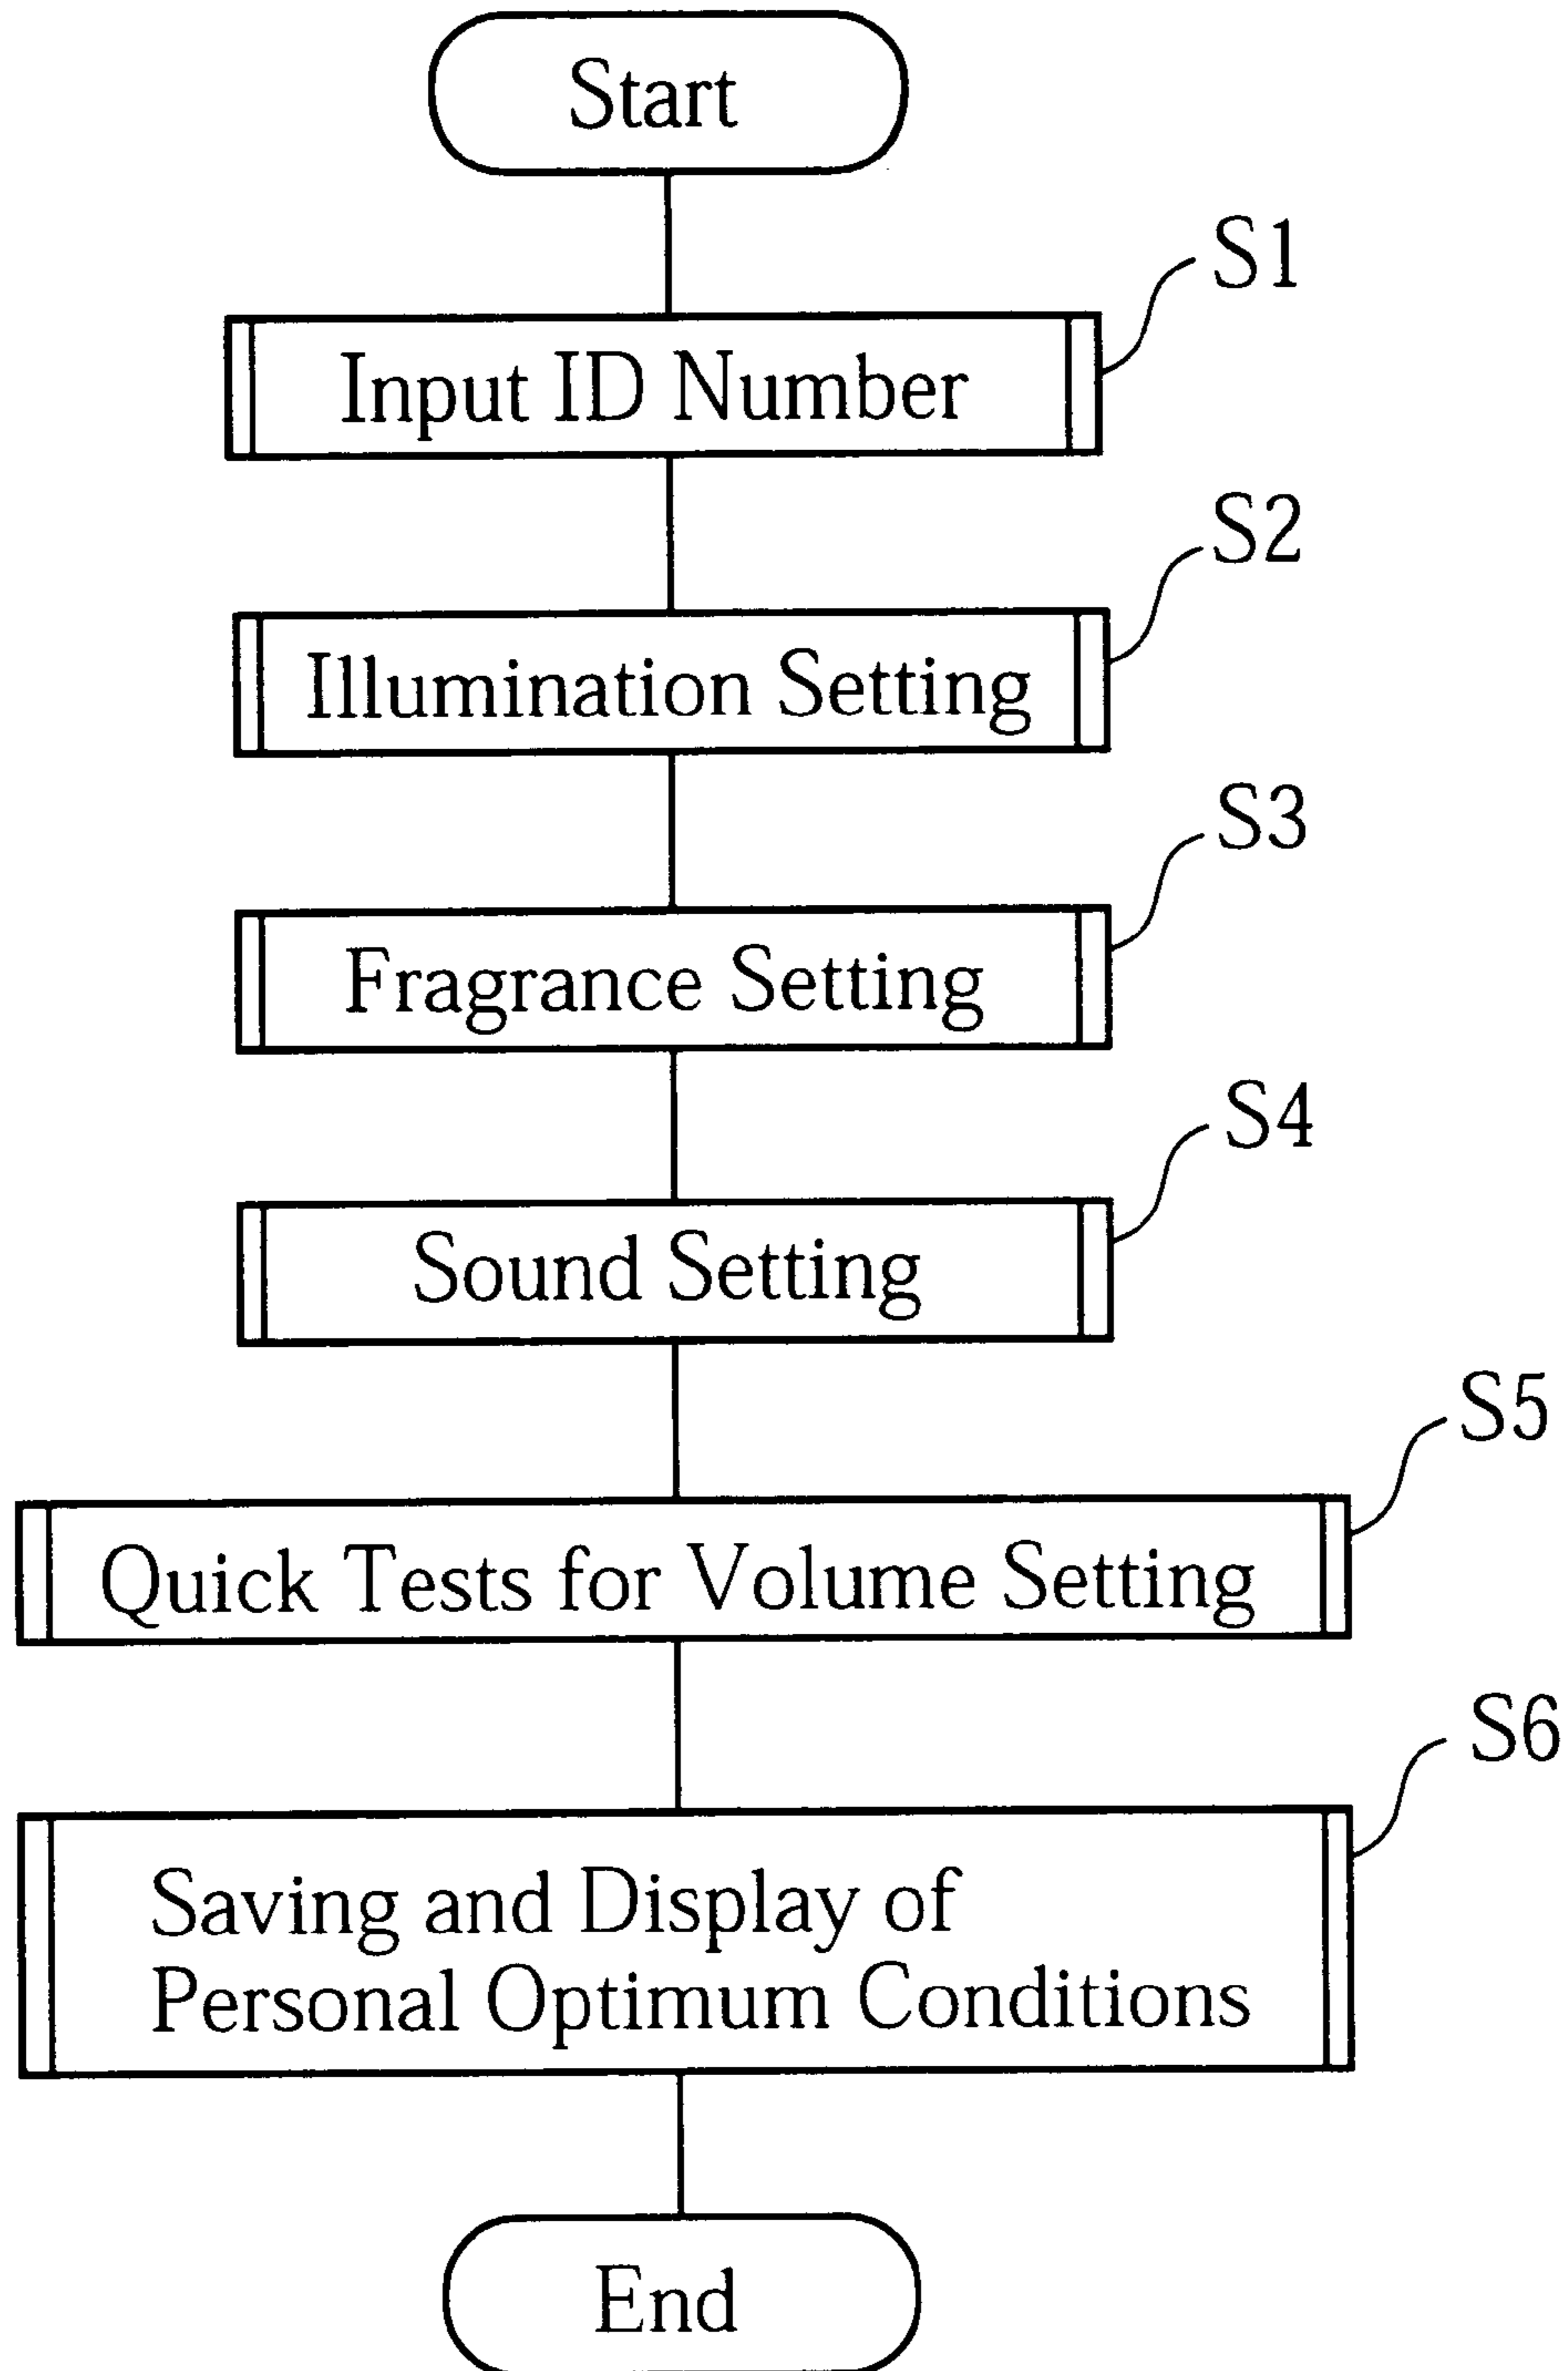 Start
S1
Input ID Number
S2
Illumination Setting
S3
Fragrance Setting
S4
Sound Setting
S5
Quick Tests for Volume Setting
S6
Saving and Display of
Personal Optimum Conditions
End